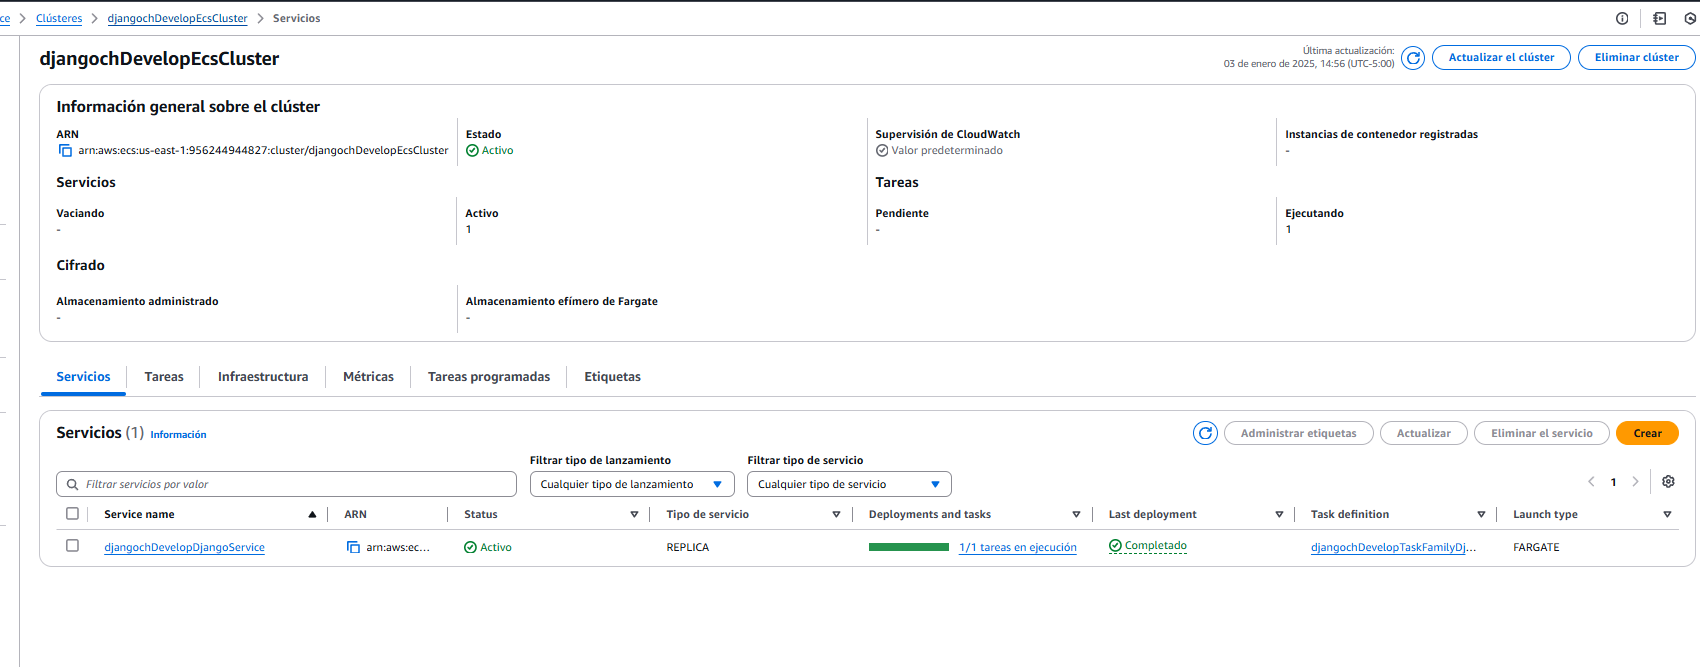 ce > Clústeres > djangochDevelopEcsCluster > Servicios
djangochDevelopEcsCluster
Última actualización:
03 de enero de 2025, 14:56 (UTC-5:00)
Actualizar el clúster
Eliminar clúster
Información general sobre el clúster
ARN
arn:aws:ecs:us-east-1:956244944827:cluster/djangochDevelopEcsCluster
Estado
Activo
Supervisión de CloudWatch
Valor predeterminado
Instancias de contenedor registradas
-
Servicios
Vaciando
-
Activo
1
Tareas
Pendiente
-
Ejecutando
1
Cifrado
Almacenamiento administrado
-
Almacenamiento efímero de Fargate
-
Servicios Tareas Infraestructura Métricas Tareas programadas Etiquetas
Servicios (1) Información
Administrar etiquetas Actualizar Eliminar el servicio Crear
Filtrar servicios por valor
Filtrar tipo de lanzamiento
Cualquier tipo de lanzamiento
Filtrar tipo de servicio
Cualquier tipo de servicio
< 1 >
Service name ARN Status Tipo de servicio Deployments and tasks Last deployment Task definition Launch type
djangochDevelopDjangoService arn:aws:ec... Activo REPLICA 1/1 tareas en ejecución Completado djangochDevelopTaskFamilyDj... FARGATE